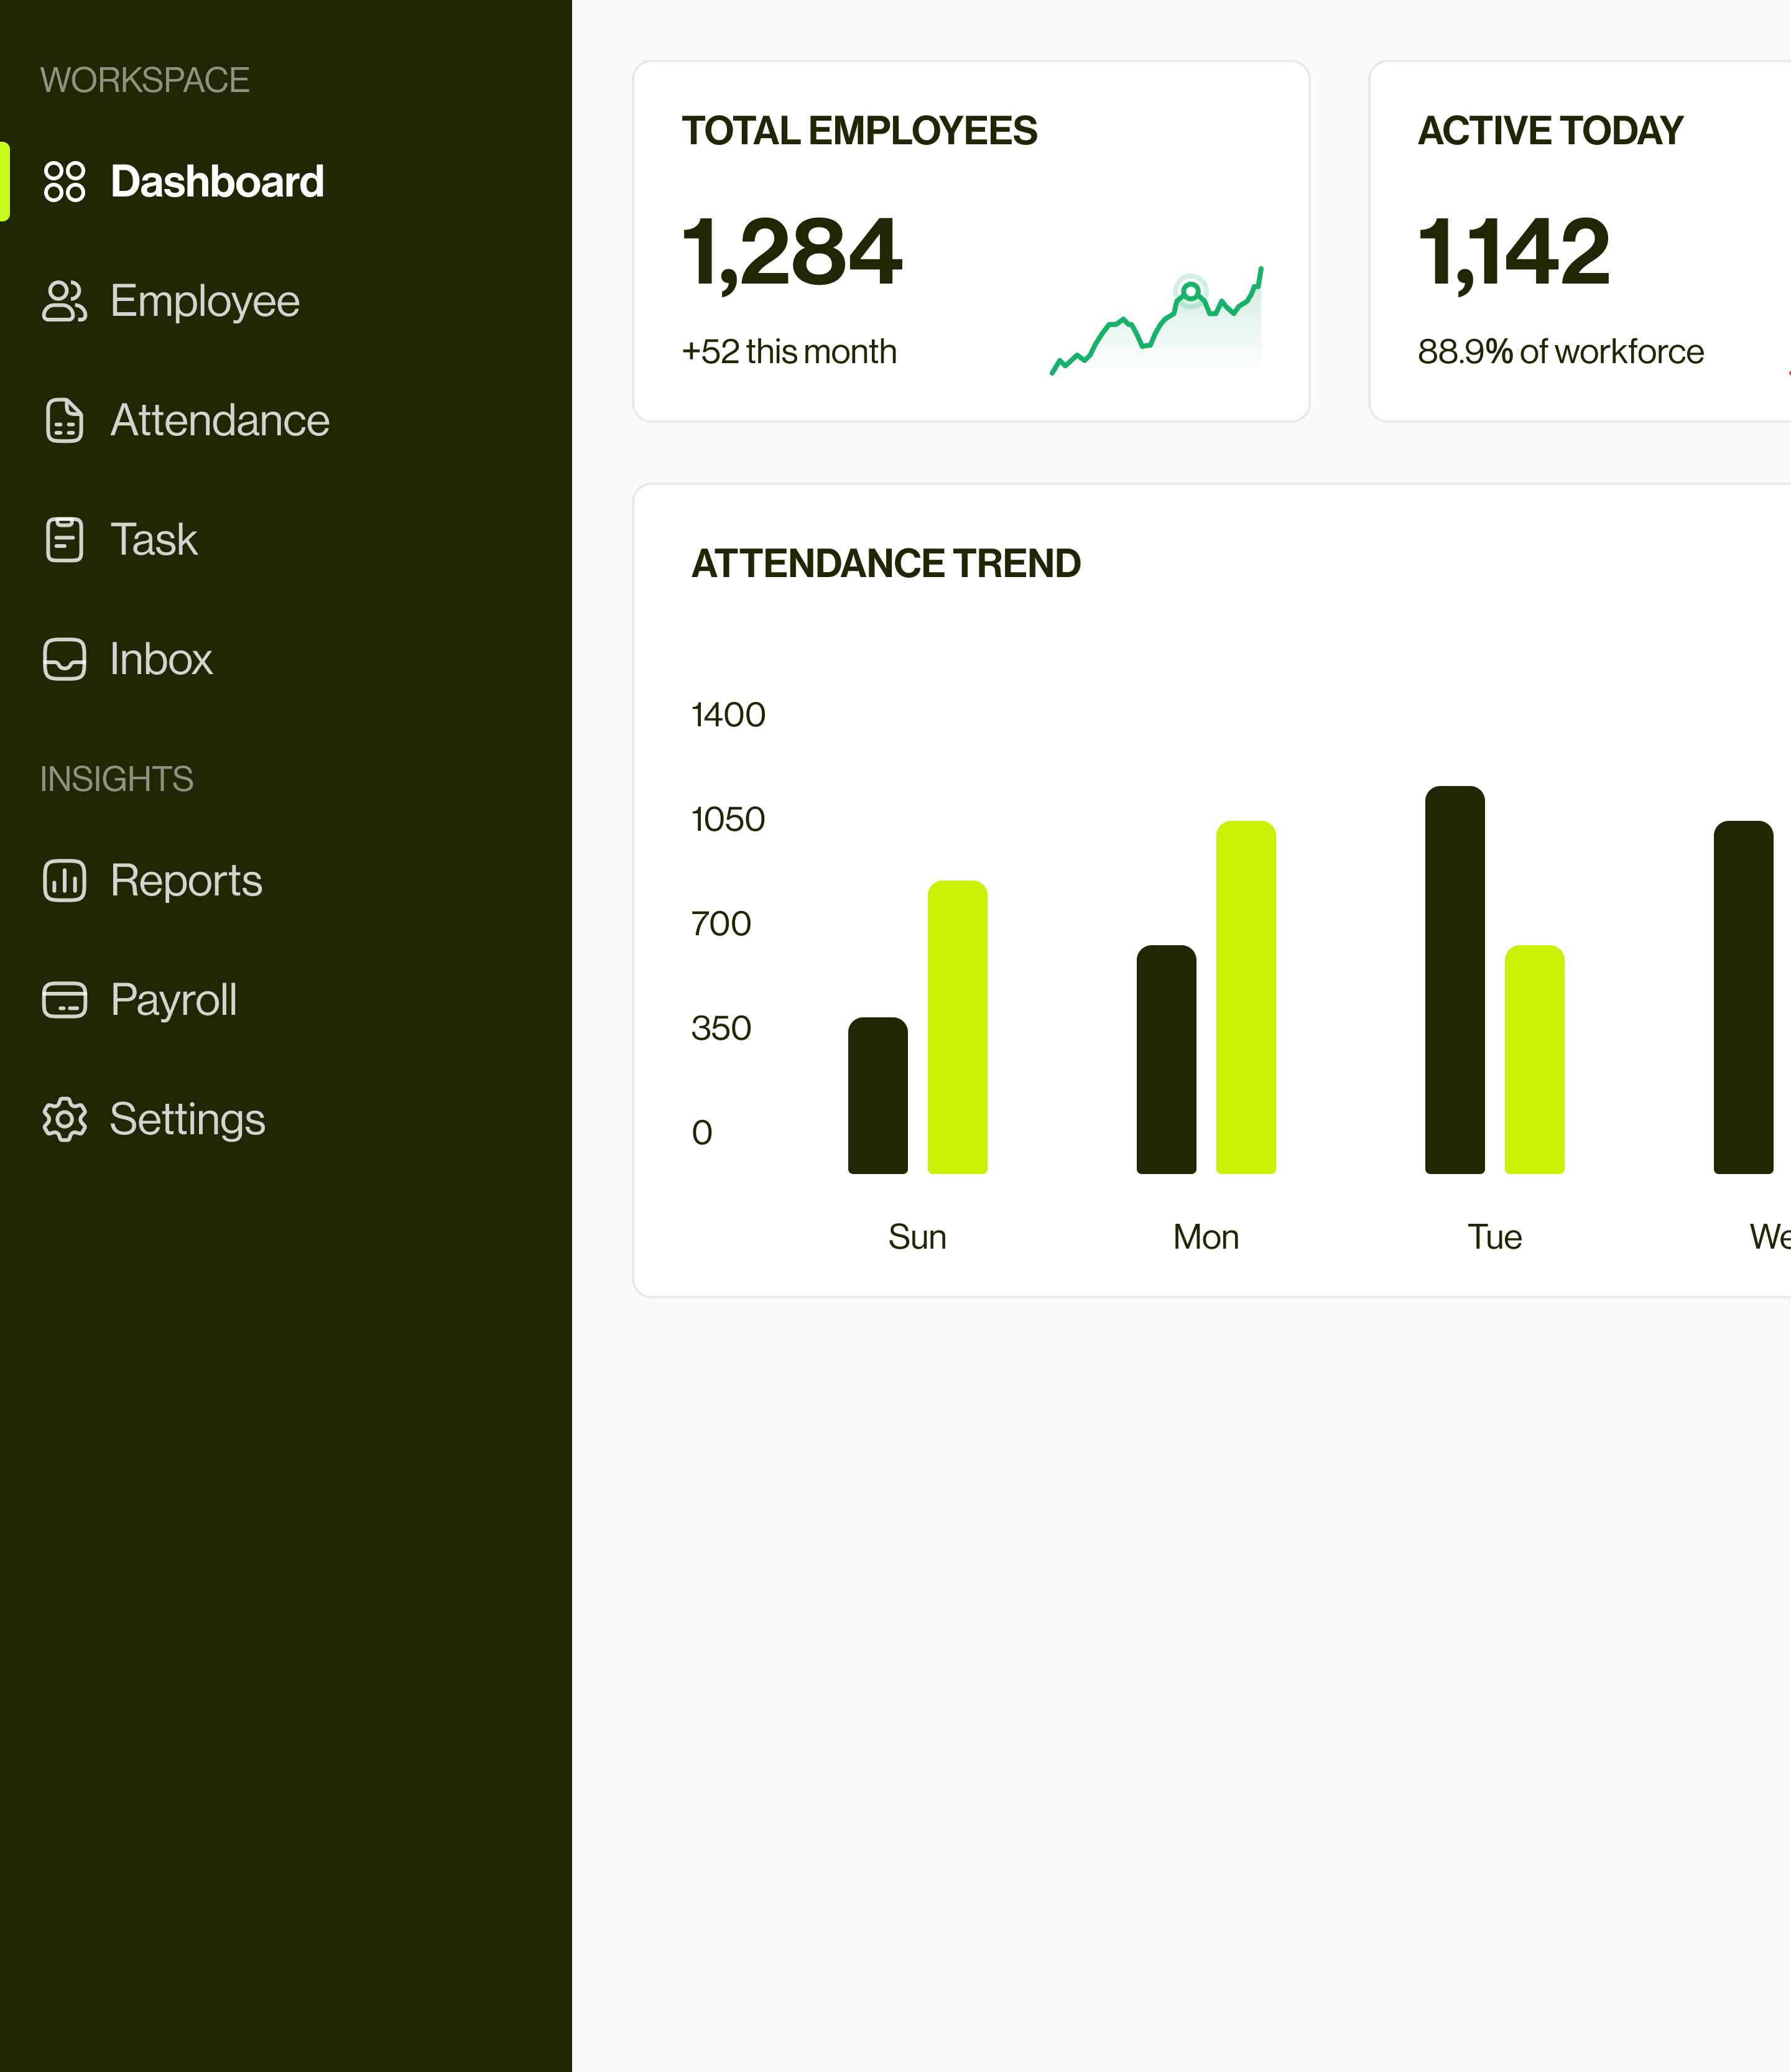 WORKSPACE
Dashboard
Employee
Attendance
Task
Inbox
INSIGHTS
Reports
Payroll
Settings
TOTAL EMPLOYEES
1,284
+52 this month
ACTIVE TODAY
1,142
88.9% of workforce
ATTENDANCE TREND
1400
1050
700
350
0
Sun
Mon
Tue